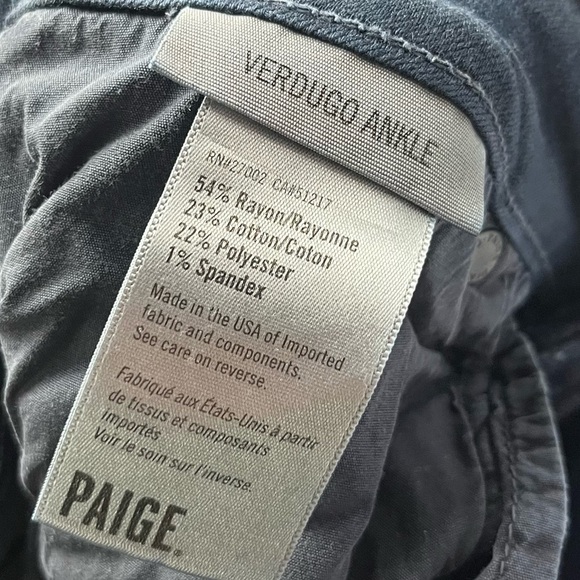 VERDUGO ANKLE
RN#27002 CA#51217
54% Rayon/Rayonne
23% Cotton/Coton
22% Polyester
1% Spandex
Made in the USA of Imported
fabric and components.
See care on reverse.
Fabriqué aux États-Unis à partir
de tissus et composants
importés
Voir le soin sur l'inverse.
PAIGE.